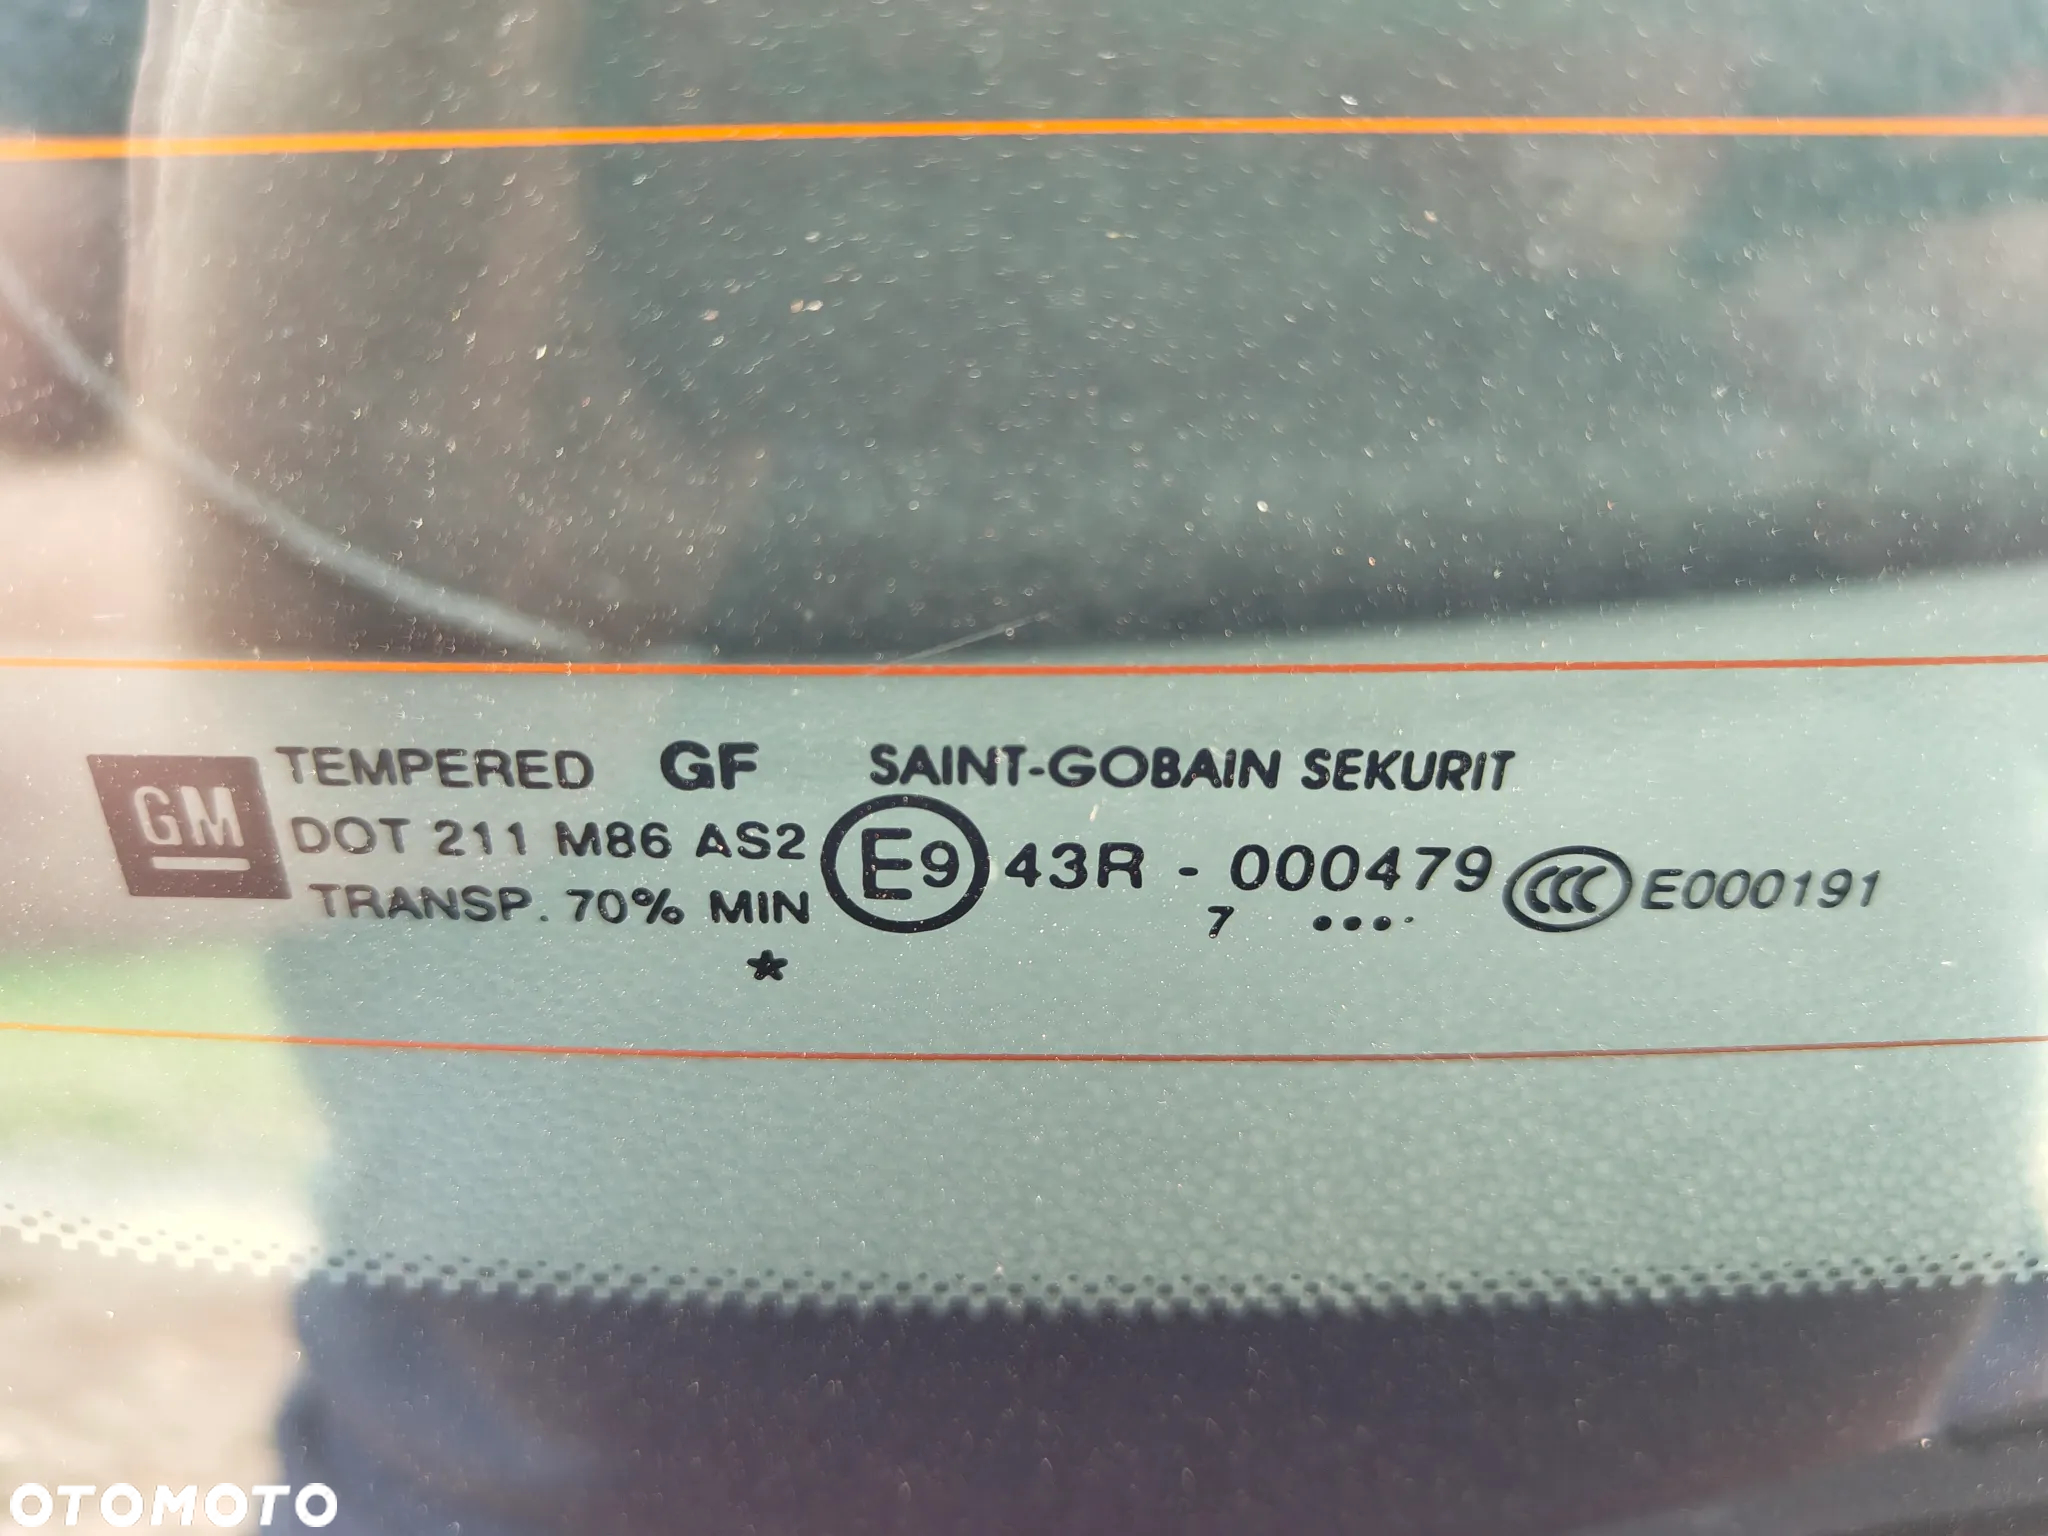 GM
TEMPERED GF SAINT-GOBAIN SEKURIT
DOT 211 M86 AS2 E9 43R - 000479 CCC E000191
TRANSP. 70% MIN 7 ....
*
OTOMOTO